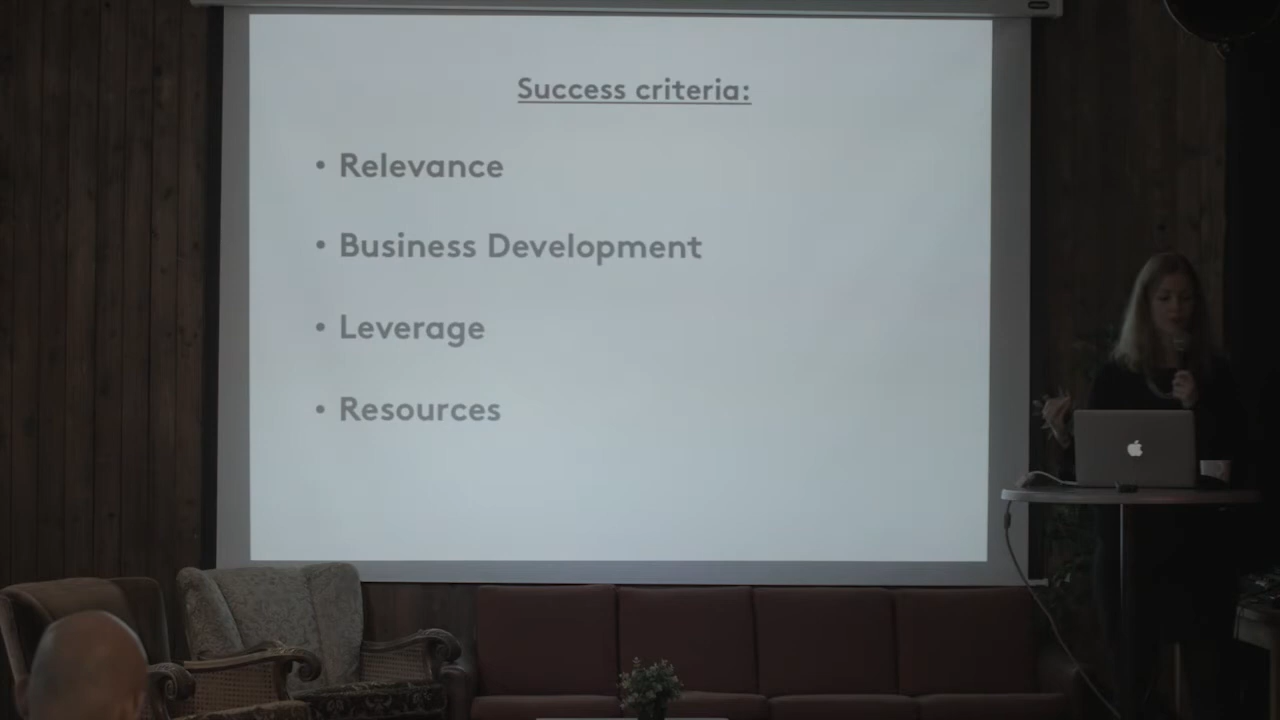 Success criteria:
• Relevance
• Business Development
• Leverage
• Resources